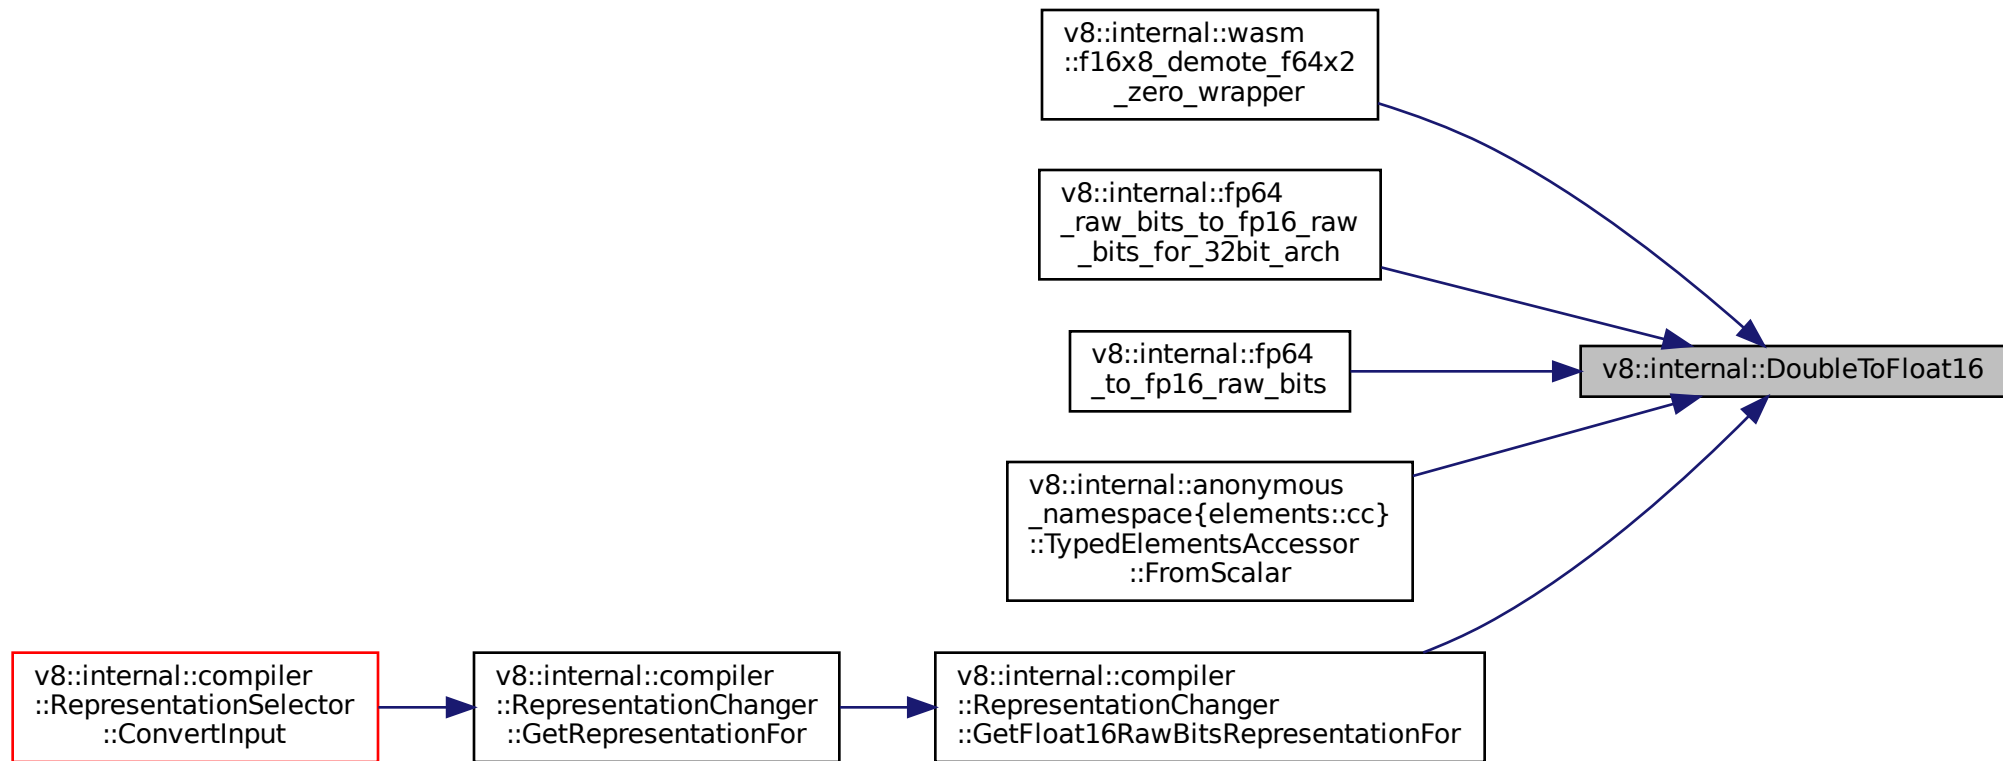 v8::internal::wasm
::f16x8_demote_f64x2
_zero_wrapper
v8::internal::fp64
_raw_bits_to_fp16_raw
_bits_for_32bit_arch
v8::internal::fp64
_to_fp16_raw_bits
v8::internal::DoubleToFloat16
v8::internal::anonymous
_namespace{elements::cc}
::TypedElementsAccessor
::FromScalar
v8::internal::compiler
::RepresentationSelector
::ConvertInput
v8::internal::compiler
::RepresentationChanger
::GetRepresentationFor
v8::internal::compiler
::RepresentationChanger
::GetFloat16RawBitsRepresentationFor